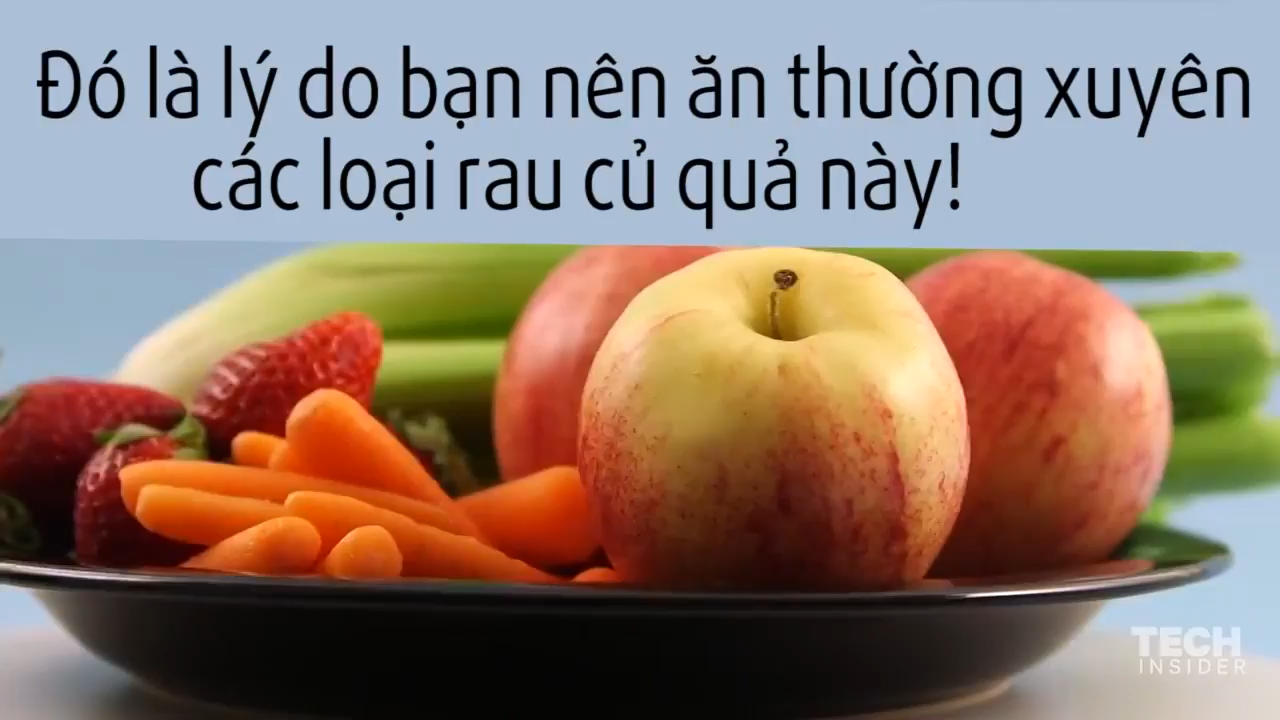 Đó là lý do bạn nên ăn thường xuyên
các loại rau củ quả này!
TECH
INSIDER